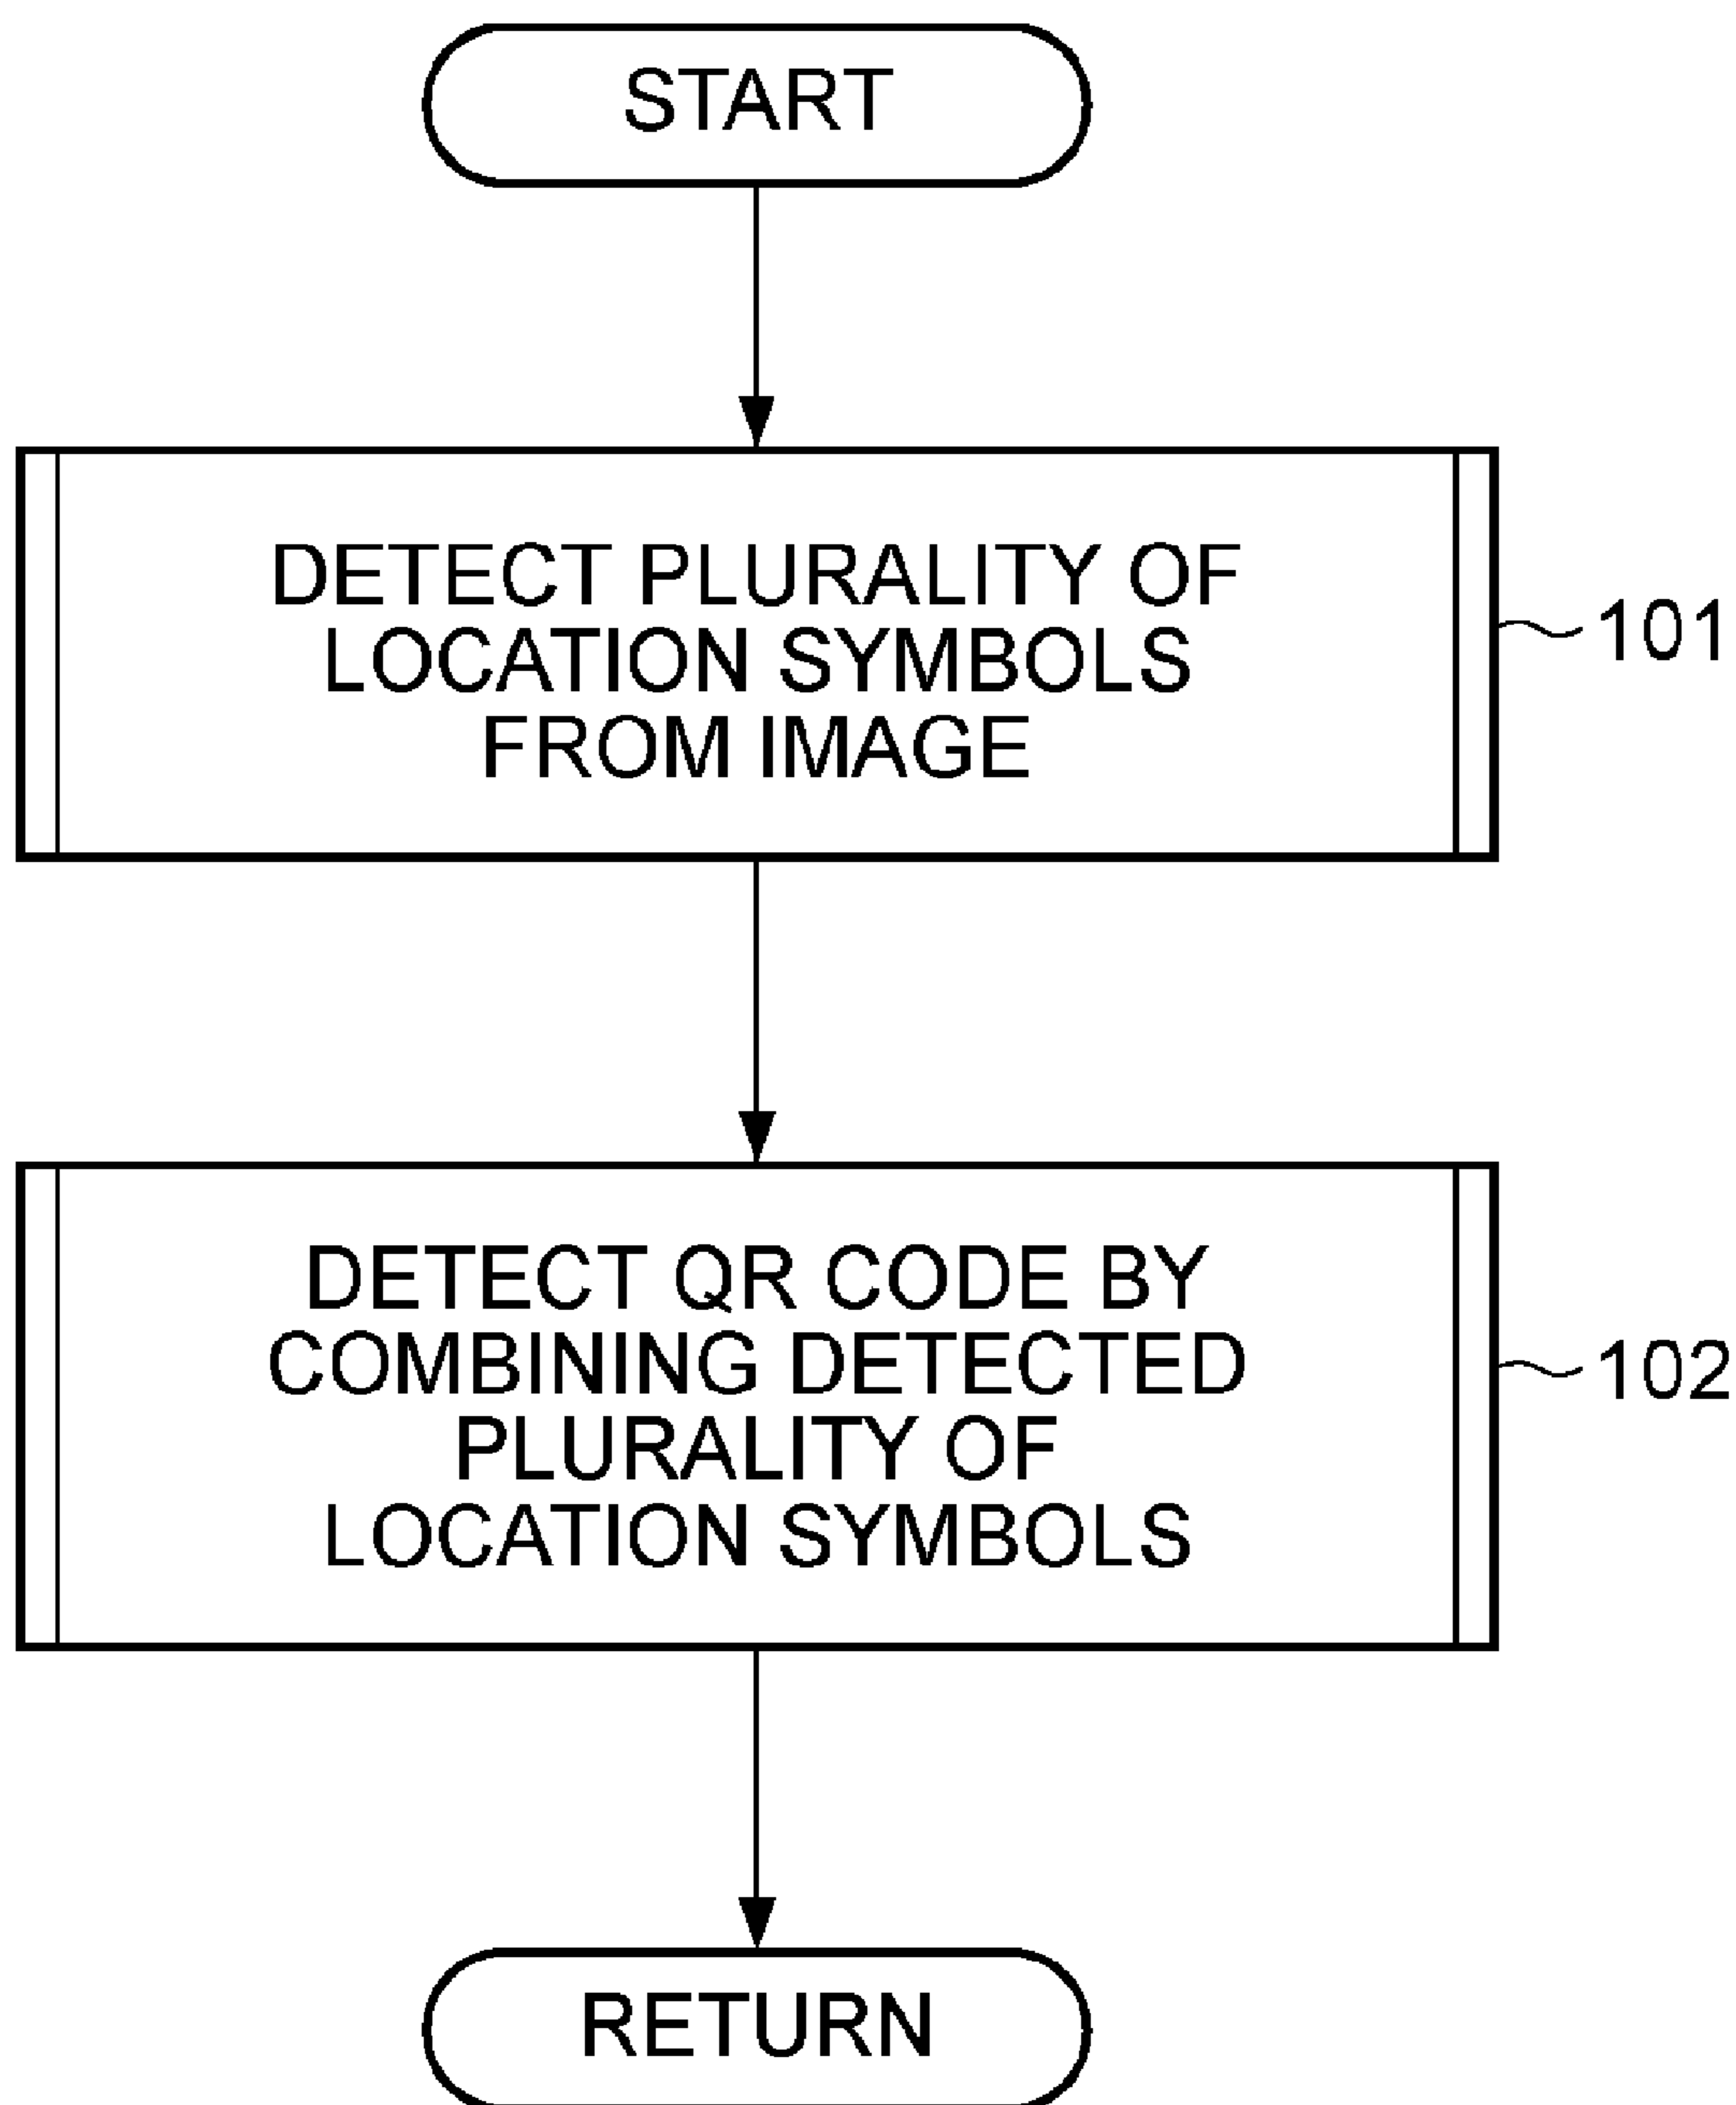 START
DETECT PLURALITY OF
LOCATION SYMBOLS
FROM IMAGE
101
DETECT QR CODE BY
COMBINING DETECTED
PLURALITY OF
LOCATION SYMBOLS
102
RETURN